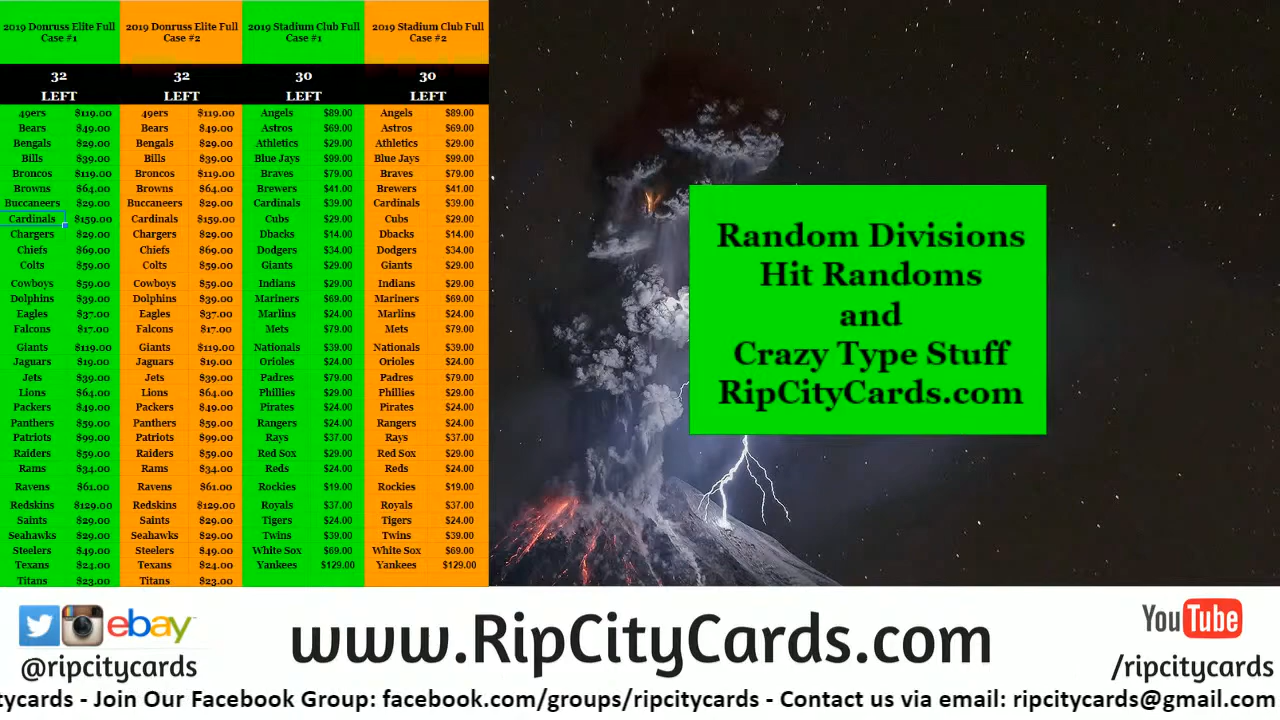 2019 Donruss Elite Full Case #1 2019 Donruss Elite Full Case #2 2019 Stadium Club Full Case #1 2019 Stadium Club Full Case #2
32 32 30 30
LEFT LEFT LEFT LEFT
49ers $119.00 49ers $119.00 Angels $89.00 Angels $89.00
Bears $49.00 Bears $49.00 Astros $69.00 Astros $69.00
Bengals $29.00 Bengals $29.00 Athletics $29.00 Athletics $29.00
Bills $39.00 Bills $39.00 Blue Jays $99.00 Blue Jays $99.00
Broncos $119.00 Broncos $119.00 Braves $79.00 Braves $79.00
Browns $64.00 Browns $64.00 Brewers $41.00 Brewers $41.00
Buccaneers $29.00 Buccaneers $29.00 Cardinals $39.00 Cardinals $39.00
Cardinals $159.00 Cardinals $159.00 Cubs $29.00 Cubs $29.00
Chargers $29.00 Chargers $29.00 Dbacks $14.00 Dbacks $14.00
Chiefs $69.00 Chiefs $69.00 Dodgers $34.00 Dodgers $34.00
Colts $59.00 Colts $59.00 Giants $29.00 Giants $29.00
Cowboys $59.00 Cowboys $59.00 Indians $29.00 Indians $29.00
Dolphins $39.00 Dolphins $39.00 Mariners $69.00 Mariners $69.00
Eagles $37.00 Eagles $37.00 Marlins $24.00 Marlins $24.00
Falcons $17.00 Falcons $17.00 Mets $79.00 Mets $79.00
Giants $119.00 Giants $119.00 Nationals $39.00 Nationals $39.00
Jaguars $19.00 Jaguars $19.00 Orioles $24.00 Orioles $24.00
Jets $39.00 Jets $39.00 Padres $79.00 Padres $79.00
Lions $64.00 Lions $64.00 Phillies $29.00 Phillies $29.00
Packers $49.00 Packers $49.00 Pirates $24.00 Pirates $24.00
Panthers $59.00 Panthers $59.00 Rangers $24.00 Rangers $24.00
Patriots $99.00 Patriots $99.00 Rays $37.00 Rays $37.00
Raiders $59.00 Raiders $59.00 Red Sox $29.00 Red Sox $29.00
Rams $34.00 Rams $34.00 Reds $24.00 Reds $24.00
Ravens $61.00 Ravens $61.00 Rockies $19.00 Rockies $19.00
Redskins $129.00 Redskins $129.00 Royals $37.00 Royals $37.00
Saints $29.00 Saints $29.00 Tigers $24.00 Tigers $24.00
Seahawks $29.00 Seahawks $29.00 Twins $39.00 Twins $39.00
Steelers $49.00 Steelers $49.00 White Sox $69.00 White Sox $69.00
Texans $24.00 Texans $24.00 Yankees $129.00 Yankees $129.00
Titans $23.00 Titans $23.00
Random Divisions
Hit Randoms
and
Crazy Type Stuff
RipCityCards.com
ebay
@ripcitycards
www.RipCityCards.com
YouTube
/ripcitycards
tycards - Join Our Facebook Group: facebook.com/groups/ripcitycards - Contact us via email: ripcitycards@gmail.com